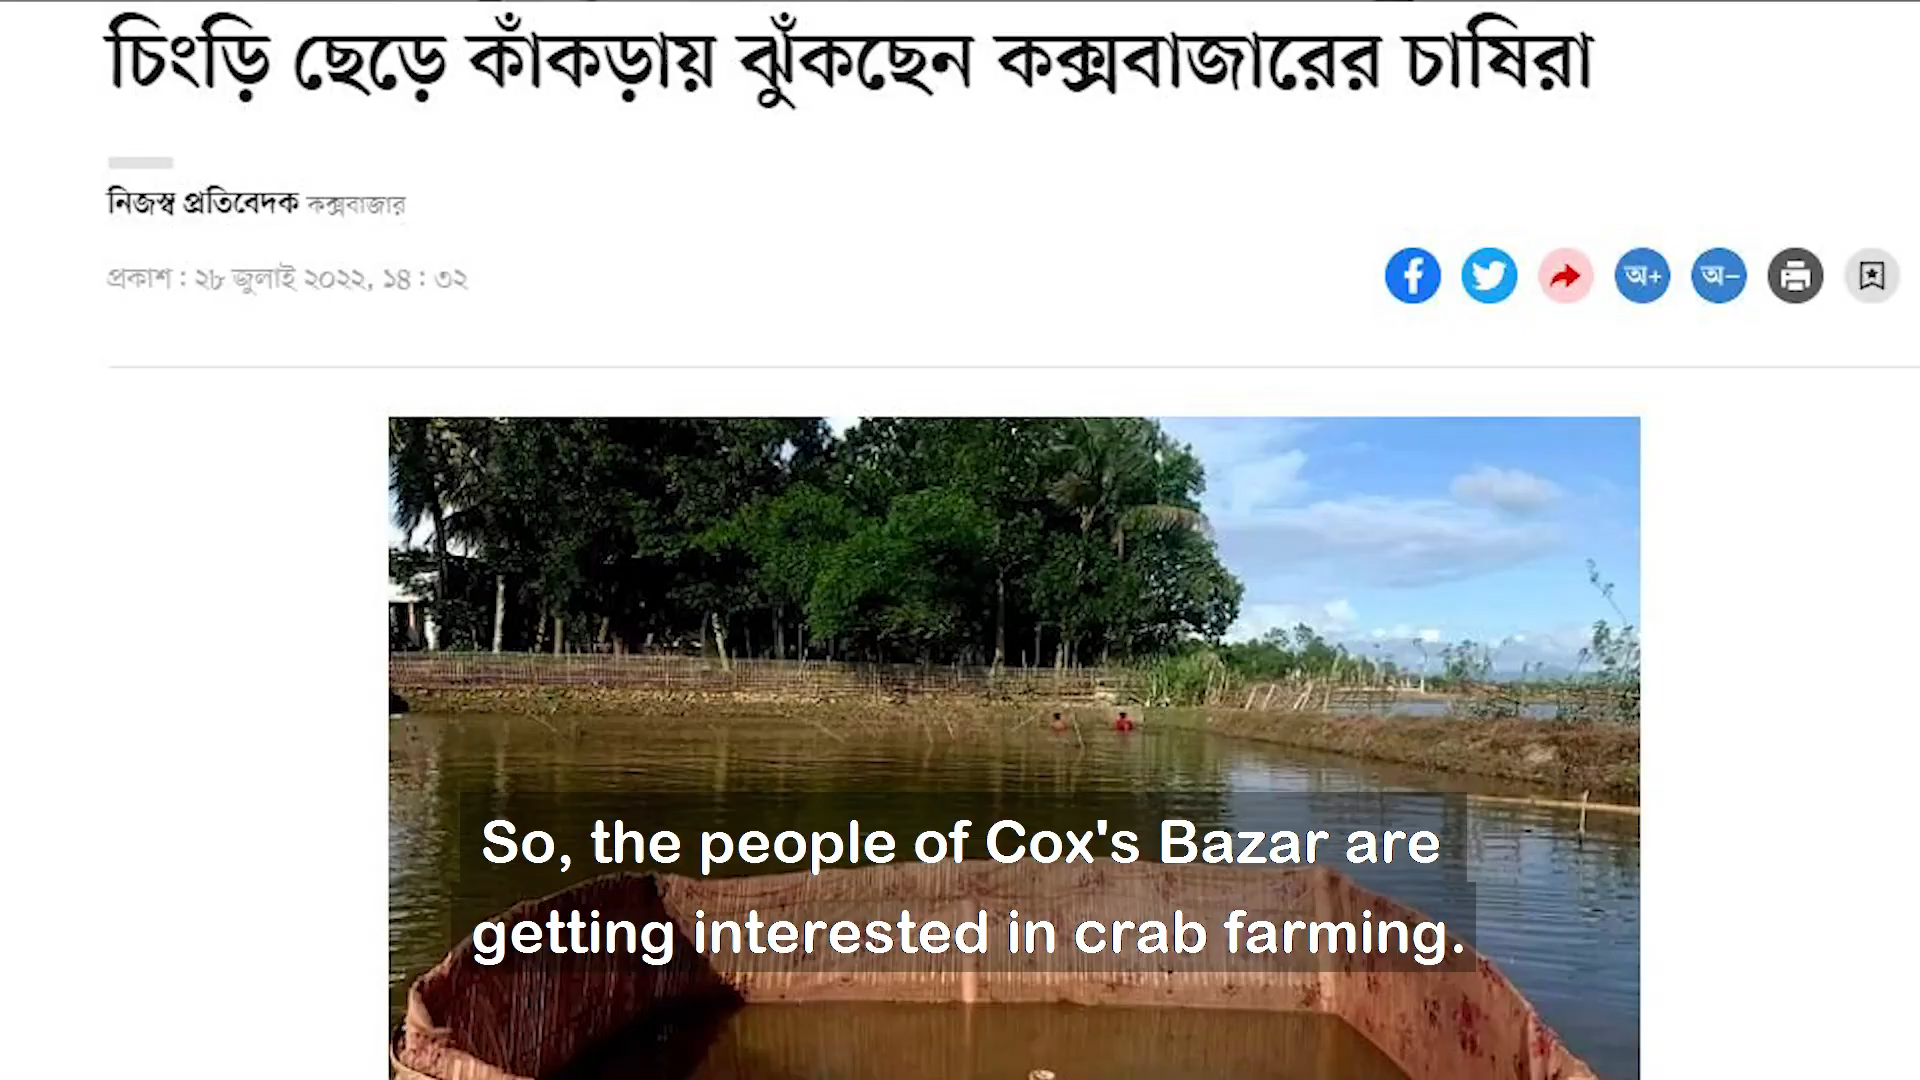 চিংড়ি ছেড়ে কাঁকড়ায় ঝুঁকছেন কক্সবাজারের চাষিরা
নিজস্ব প্রতিবেদক কক্সবাজার
প্রকাশ : ২৮ জুলাই ২০২২, ১৪ : ৩২
অ+ অ−
So, the people of Cox's Bazar are
getting interested in crab farming.